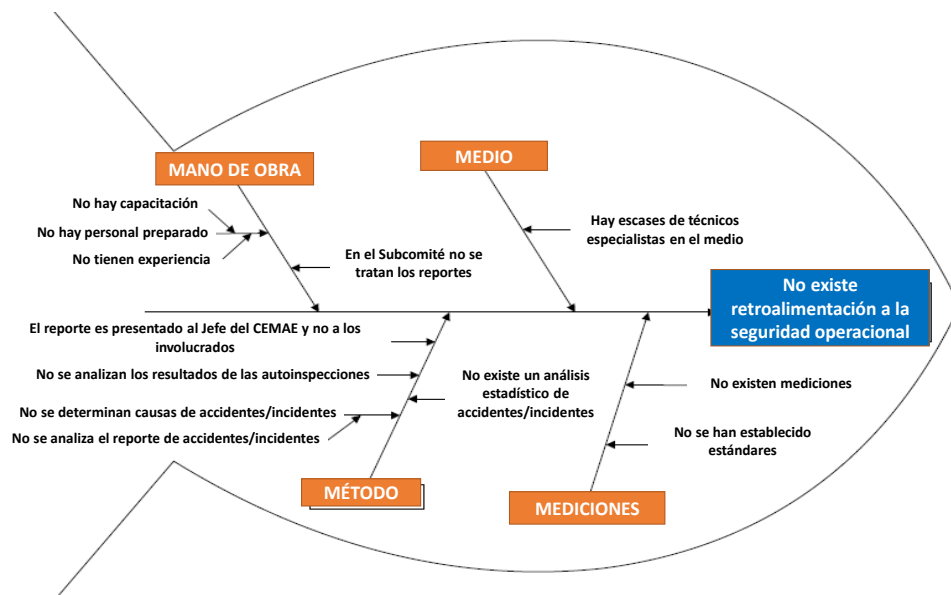 MANO DE OBRA
No hay capacitación
No hay personal preparado
No tienen experiencia
En el Subcomité no se
tratan los reportes
MEDIO
Hay escases de técnicos
especialistas en el medio
No existe
retroalimentación a la
seguridad operacional
El reporte es presentado al Jefe del CEMAE y no a los
involucrados
No se analizan los resultados de las autoinspecciones
No se determinan causas de accidentes/incidentes
No se analiza el reporte de accidentes/incidentes
No existe un análisis
estadístico de
accidentes/incidentes
MÉTODO
No existen mediciones
No se han establecido
estándares
MEDICIONES